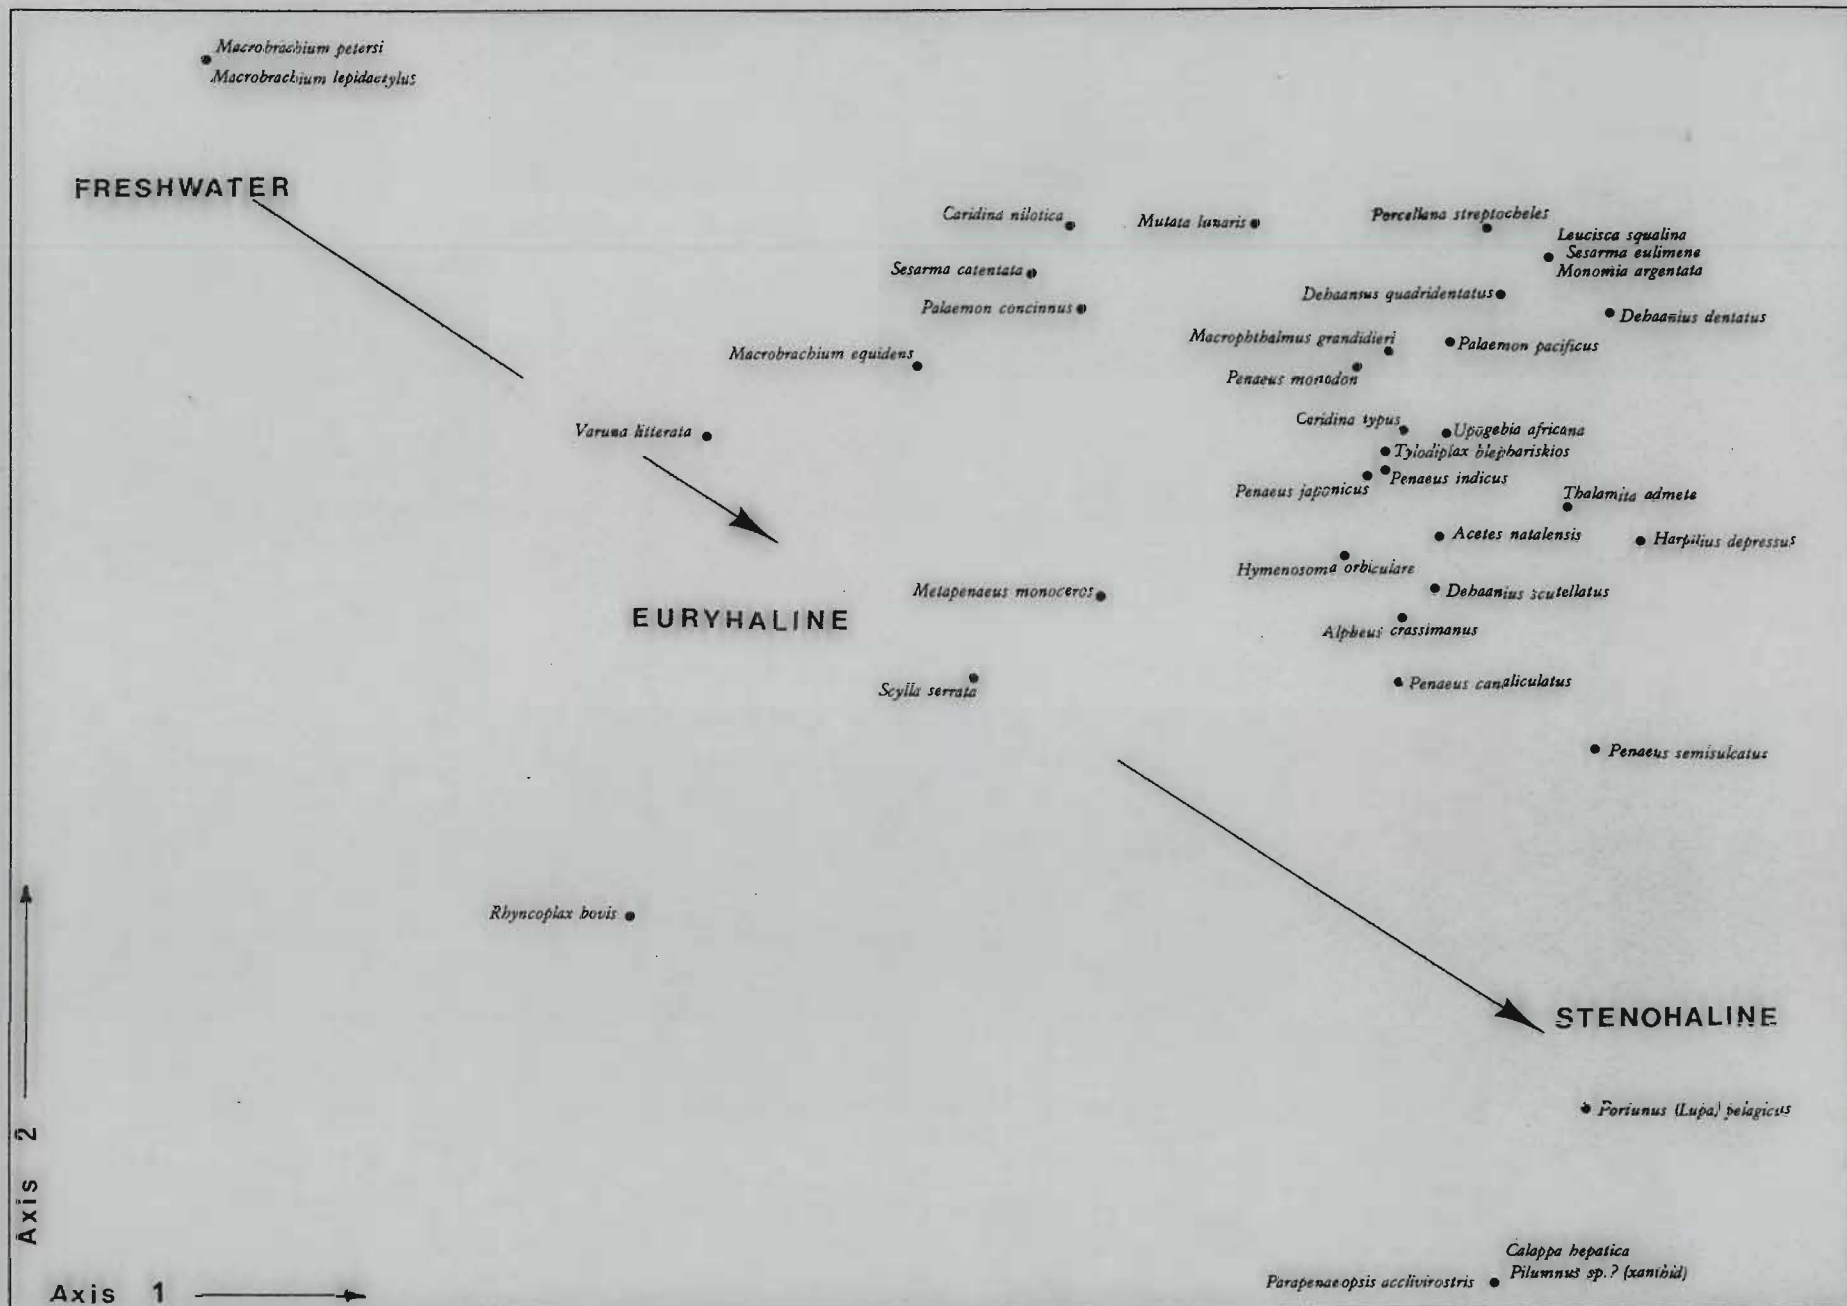 Macrobrachium petersi
Macrobrachium lepidactylus
FRESHWATER
Caridina nilotica
Mutata lunaris
Porcellana streptocheles
Leucisca squalina
Sesarma eulimene
Monomia argentata
Sesarma catentata
Dehaanius quadridentatus
Palaemon concinnus
Dehaanius dentatus
Macrophthalmus grandidieri
Palaemon pacificus
Macrobrachium equidens
Penaeus monodon
Caridina typus
Varuna litterata
Upogebia africana
Tylodiplax blephariskios
Penaeus indicus
Penaeus japonicus
Thalamita admete
Acetes natalensis
Harpilius depressus
Hymenosoma orbiculare
Metapenaeus monoceros
Dehaanius scutellatus
EURYHALINE
Alpheus crassimanus
Scylla serrata
Penaeus canaliculatus
Penaeus semisulcatus
Rhyncoplax bovis
STENOHALINE
Portunus (Lupa) pelagicus
Axis 2
Calappa hepatica
Pilumnus sp.? (xanthid)
Parapenaeopsis acclivirostris
Axis 1